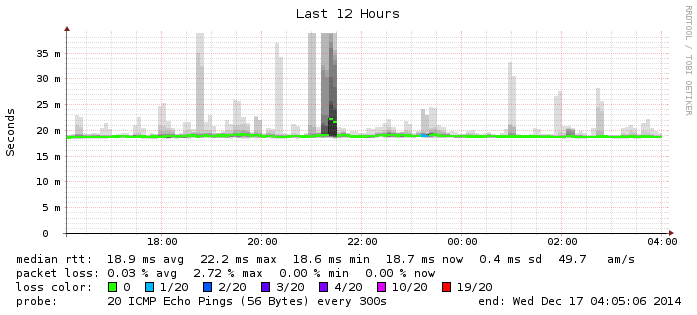 Last 12 Hours
RRDTOOL / TOBI OETIKER
Seconds
35 m
30 m
25 m
20 m
15 m
10 m
5 m
0
18:00 20:00 22:00 00:00 02:00 04:00
median rtt: 18.9 ms avg 22.2 ms max 18.6 ms min 18.7 ms now 0.4 ms sd 49.7 am/s
packet loss: 0.03 % avg 2.72 % max 0.00 % min 0.00 % now
loss color: 0 1/20 2/20 3/20 4/20 10/20 19/20
probe: 20 ICMP Echo Pings (56 Bytes) every 300s end: Wed Dec 17 04:05:06 2014